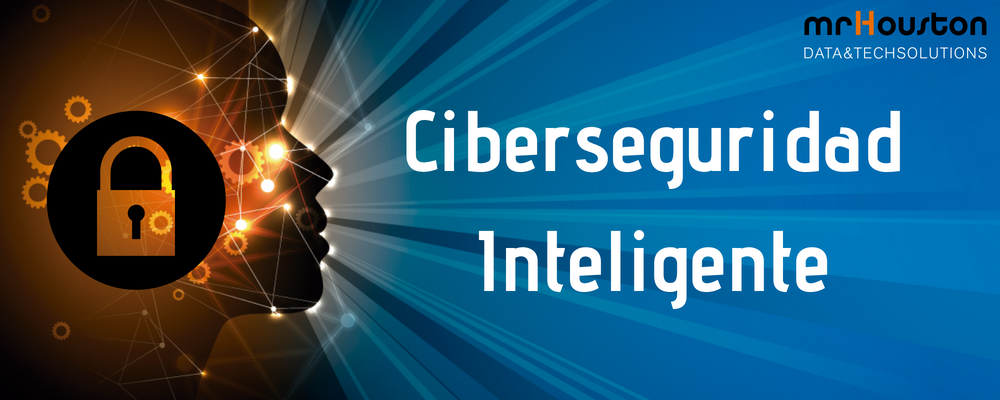 mrHouston
DATA&TECHSOLUTIONS
Ciberseguridad
Inteligente